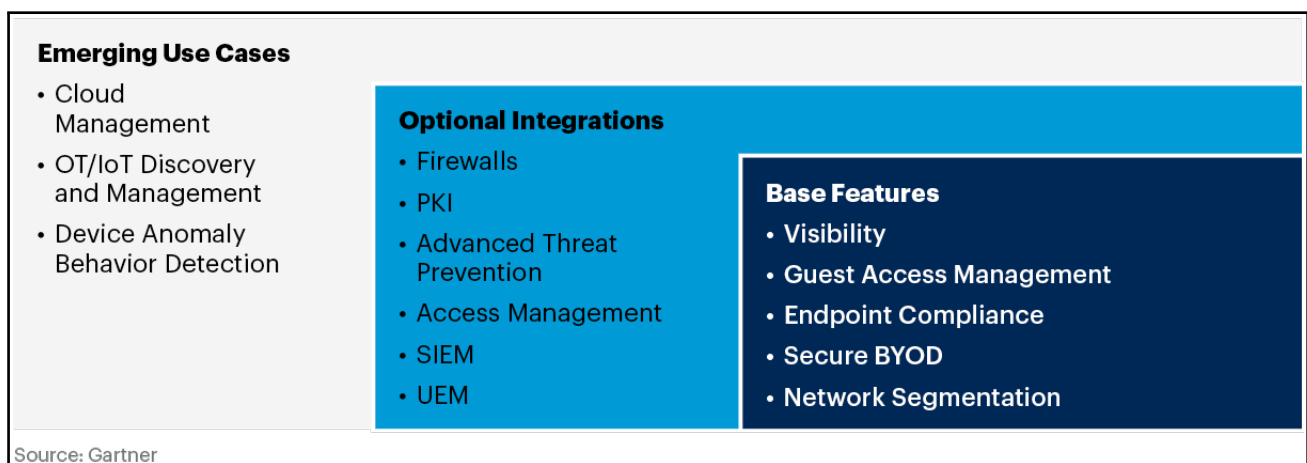 Emerging Use Cases
• Cloud
Management
• OT/IoT Discovery
and Management
• Device Anomaly
Behavior Detection
Optional Integrations
• Firewalls
• PKI
• Advanced Threat
Prevention
• Access Management
• SIEM
• UEM
Base Features
• Visibility
• Guest Access Management
• Endpoint Compliance
• Secure BYOD
• Network Segmentation
Source: Gartner